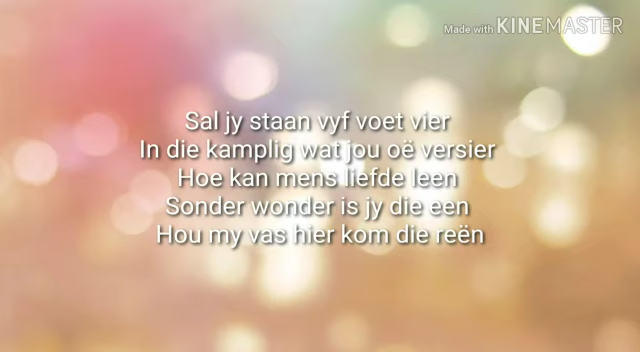 Made with KINEMASTER
Sal jy staan vyf voet vier
In die kamplig wat jou oë versier
Hoe kan mens liefde leen
Sonder wonder is jy die een
Hou my vas hier kom die reën